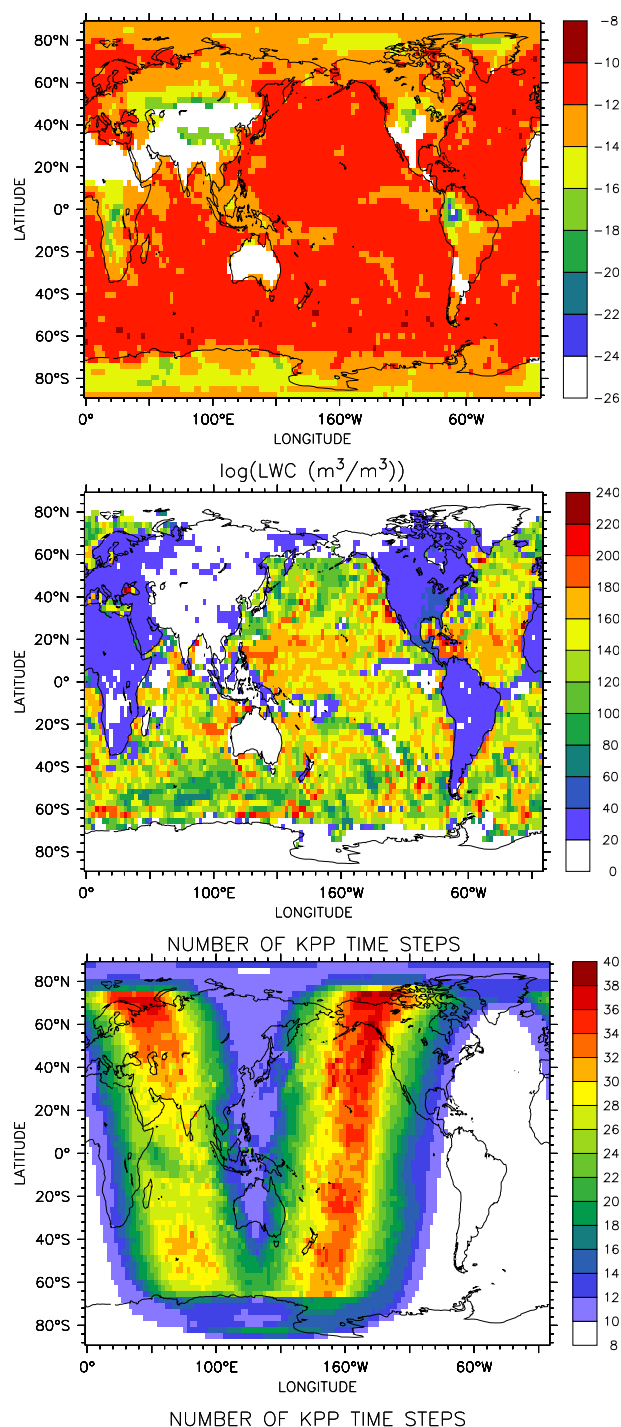 80°N
60°N
40°N
20°N
0°
20°S
40°S
60°S
80°S
LATITUDE
0° 100°E 160°W 60°W
LONGITUDE
-8
-10
-12
-14
-16
-18
-20
-22
-24
-26
log(LWC (m³/m³))
80°N
60°N
40°N
20°N
0°
20°S
40°S
60°S
80°S
LATITUDE
0° 100°E 160°W 60°W
LONGITUDE
240
220
200
180
160
140
120
100
80
60
40
20
0
NUMBER OF KPP TIME STEPS
80°N
60°N
40°N
20°N
0°
20°S
40°S
60°S
80°S
LATITUDE
0° 100°E 160°W 60°W
LONGITUDE
40
38
36
34
32
30
28
26
24
22
20
18
16
14
12
10
8
NUMBER OF KPP TIME STEPS